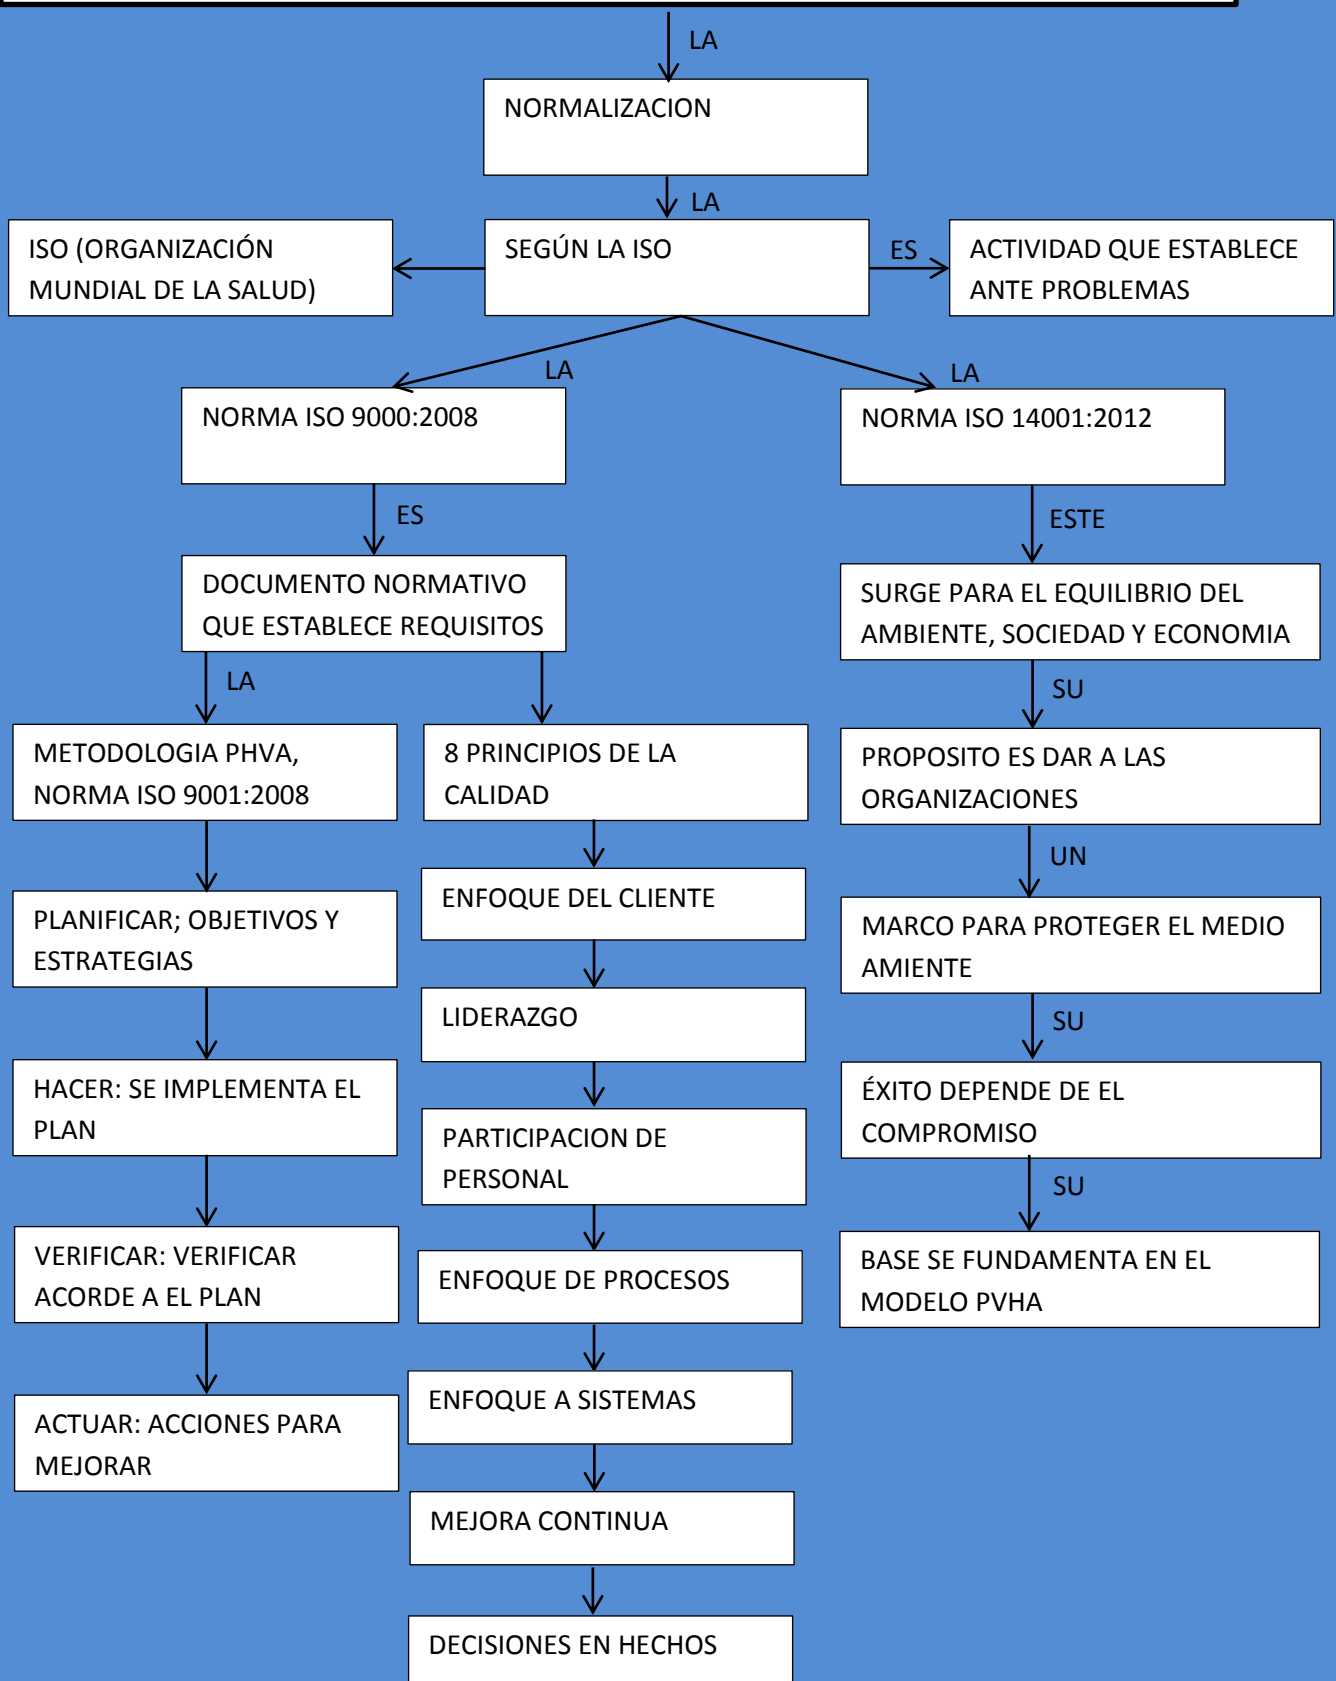 LA
NORMALIZACION
LA
ISO (ORGANIZACIÓN
MUNDIAL DE LA SALUD)
SEGÚN LA ISO
ES
ACTIVIDAD QUE ESTABLECE
ANTE PROBLEMAS
LA
LA
NORMA ISO 9000:2008
NORMA ISO 14001:2012
ES
ESTE
DOCUMENTO NORMATIVO
QUE ESTABLECE REQUISITOS
SURGE PARA EL EQUILIBRIO DEL
AMBIENTE, SOCIEDAD Y ECONOMIA
LA
SU
METODOLOGIA PHVA,
NORMA ISO 9001:2008
8 PRINCIPIOS DE LA
CALIDAD
PROPOSITO ES DAR A LAS
ORGANIZACIONES
UN
PLANIFICAR; OBJETIVOS Y
ESTRATEGIAS
ENFOQUE DEL CLIENTE
MARCO PARA PROTEGER EL MEDIO
AMIENTE
LIDERAZGO
SU
HACER: SE IMPLEMENTA EL
PLAN
PARTICIPACION DE
PERSONAL
ÉXITO DEPENDE DE EL
COMPROMISO
SU
VERIFICAR: VERIFICAR
ACORDE A EL PLAN
ENFOQUE DE PROCESOS
BASE SE FUNDAMENTA EN EL
MODELO PVHA
ENFOQUE A SISTEMAS
ACTUAR: ACCIONES PARA
MEJORAR
MEJORA CONTINUA
DECISIONES EN HECHOS